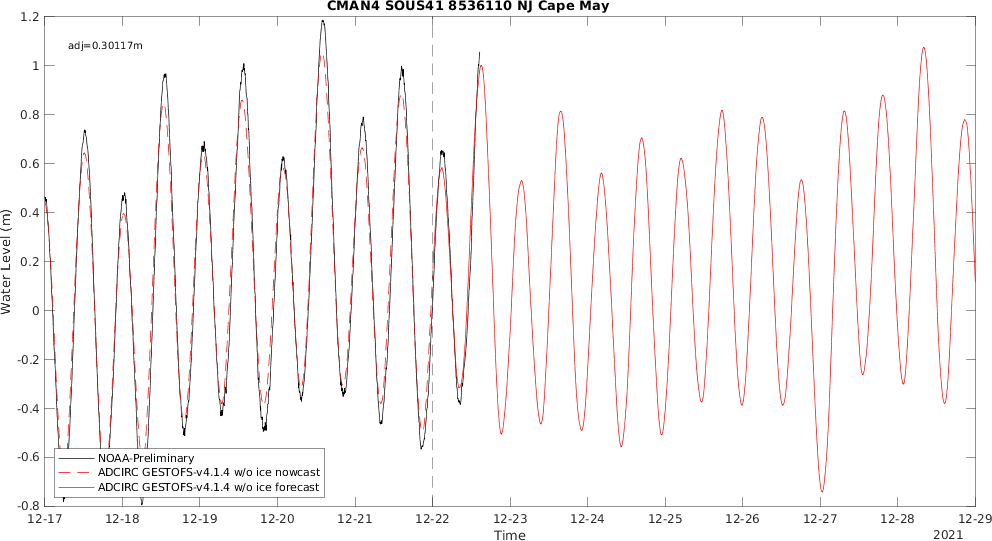 CMAN4 SOUS41 8536110 NJ Cape May
adj=0.30117m
1.2
1
0.8
0.6
0.4
0.2
0
-0.2
-0.4
-0.6
-0.8
Water Level (m)
NOAA-Preliminary
ADCIRC GESTOFS-v4.1.4 w/o ice nowcast
ADCIRC GESTOFS-v4.1.4 w/o ice forecast
12-17 12-18 12-19 12-20 12-21 12-22 12-23 12-24 12-25 12-26 12-27 12-28 12-29
Time
2021